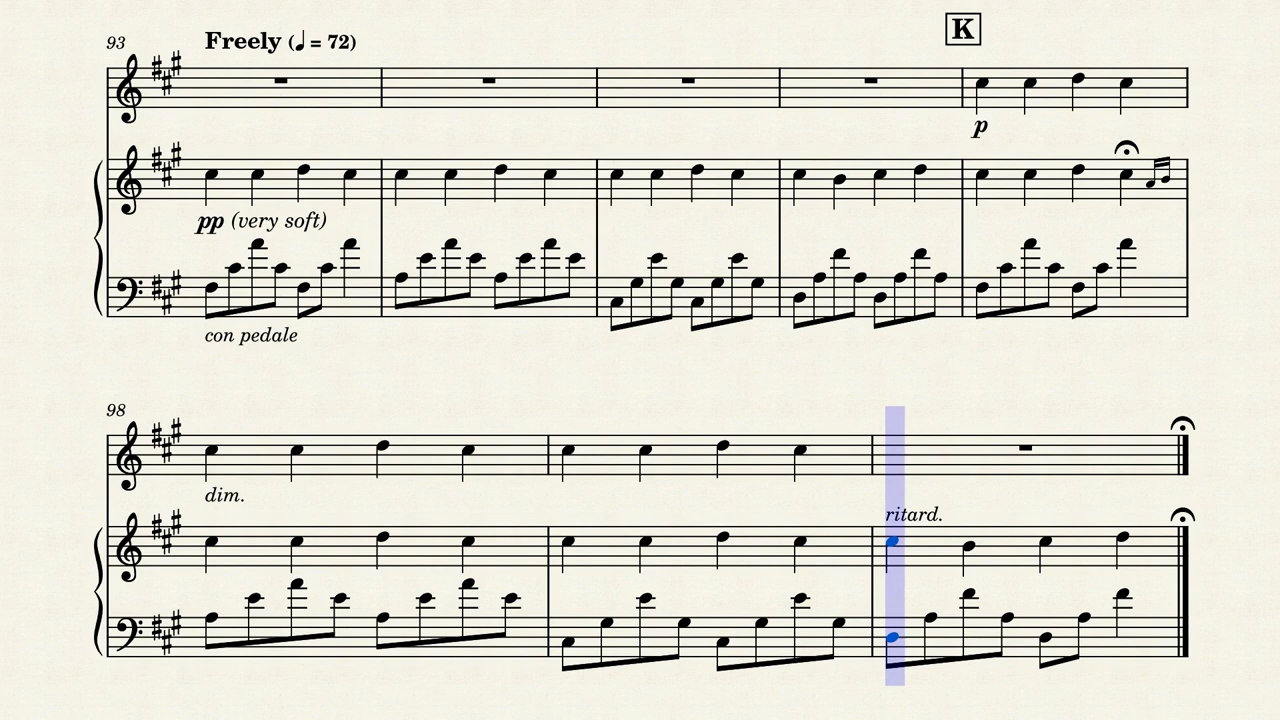 K
93 Freely (♩ = 72)
p
pp (very soft)
con pedale
98
dim.
ritard.